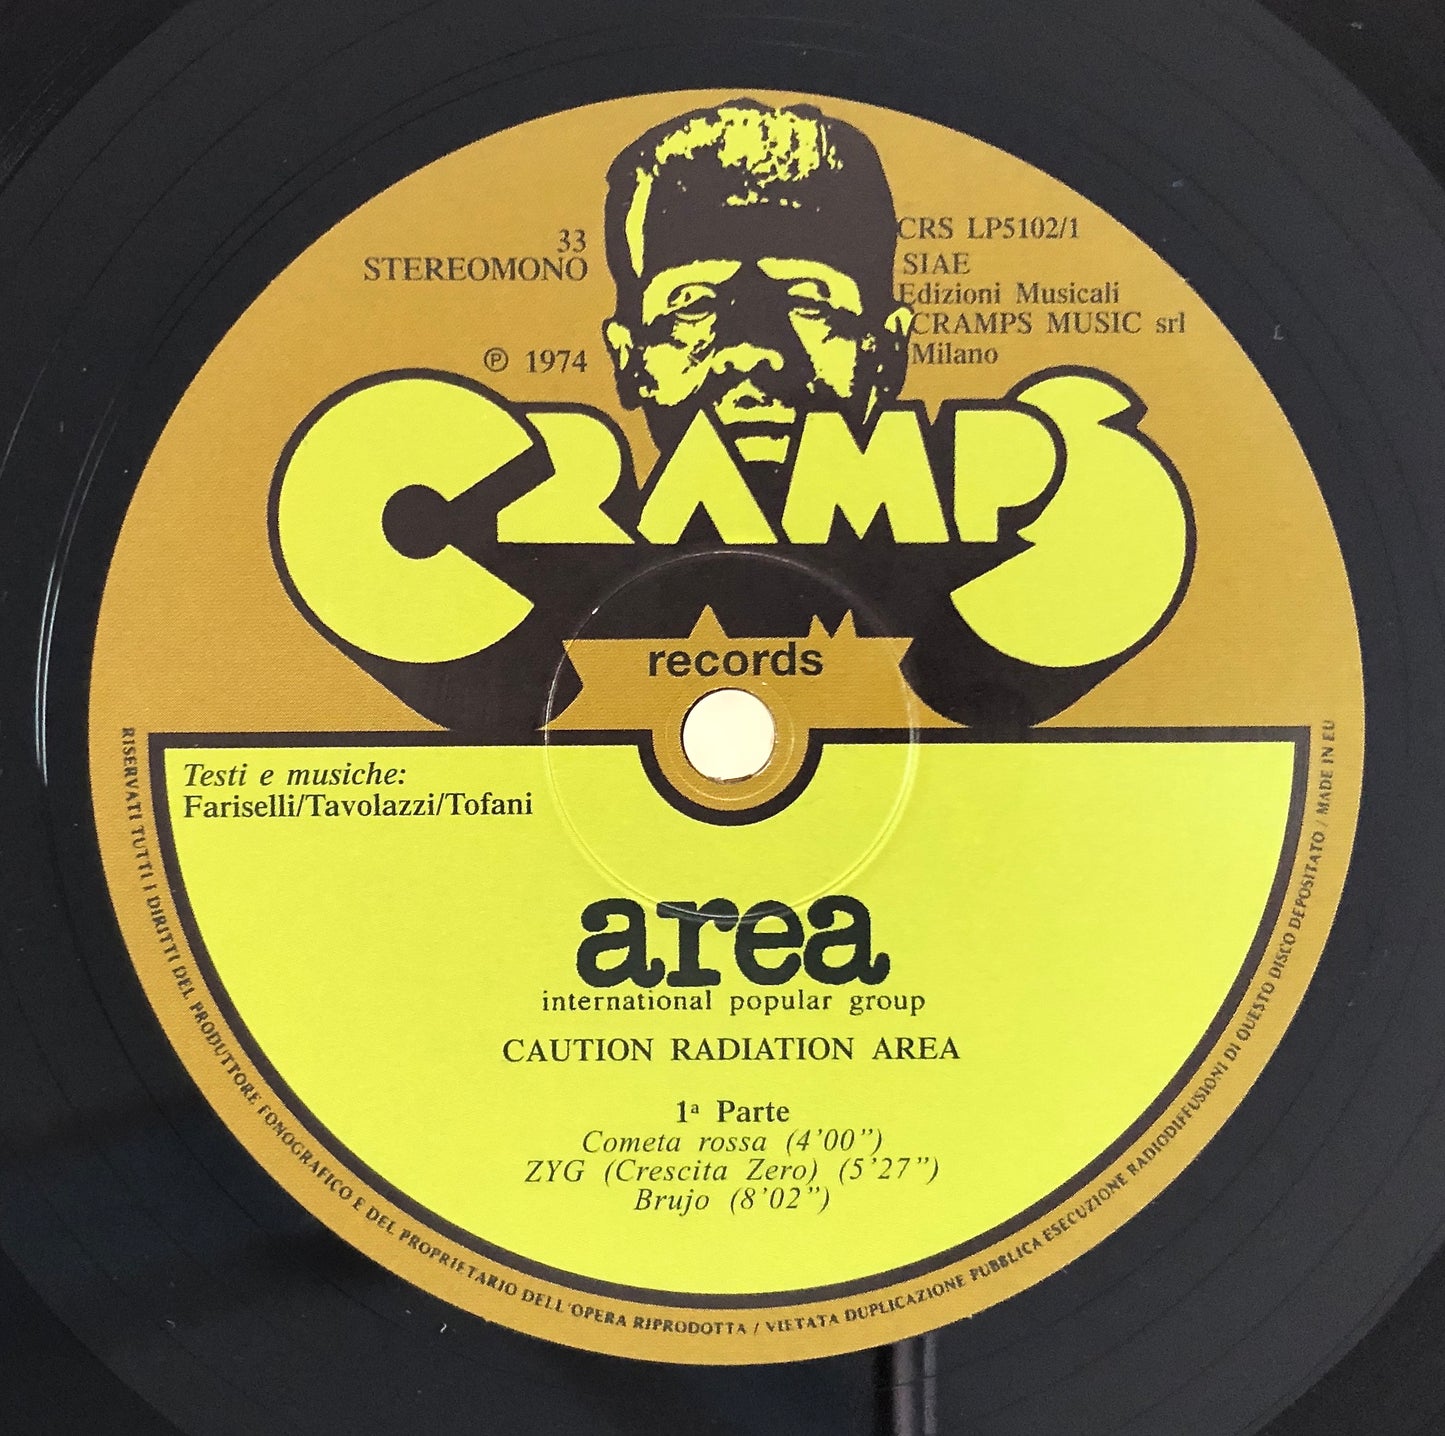 33
STEREOMONO
℗ 1974
CRS LP5102/1
SIAE
Edizioni Musicali
CRAMPS MUSIC srl
Milano
CRAMPS
records
Testi e musiche:
Fariselli/Tavolazzi/Tofani
area
international popular group
CAUTION RADIATION AREA
1ª Parte
Cometa rossa (4'00")
ZYG (Crescita Zero) (5'27")
Brujo (8'02")
RISERVATI TUTTI I DIRITTI DEL PRODUTTORE FONOGRAFICO E DEL PROPRIETARIO DELL'OPERA RIPRODOTTA / VIETATA DUPLICAZIONE PUBBLICA ESECUZIONE RADIODIFFUSIONI DI QUESTO DISCO DEPOSITATO / MADE IN EU